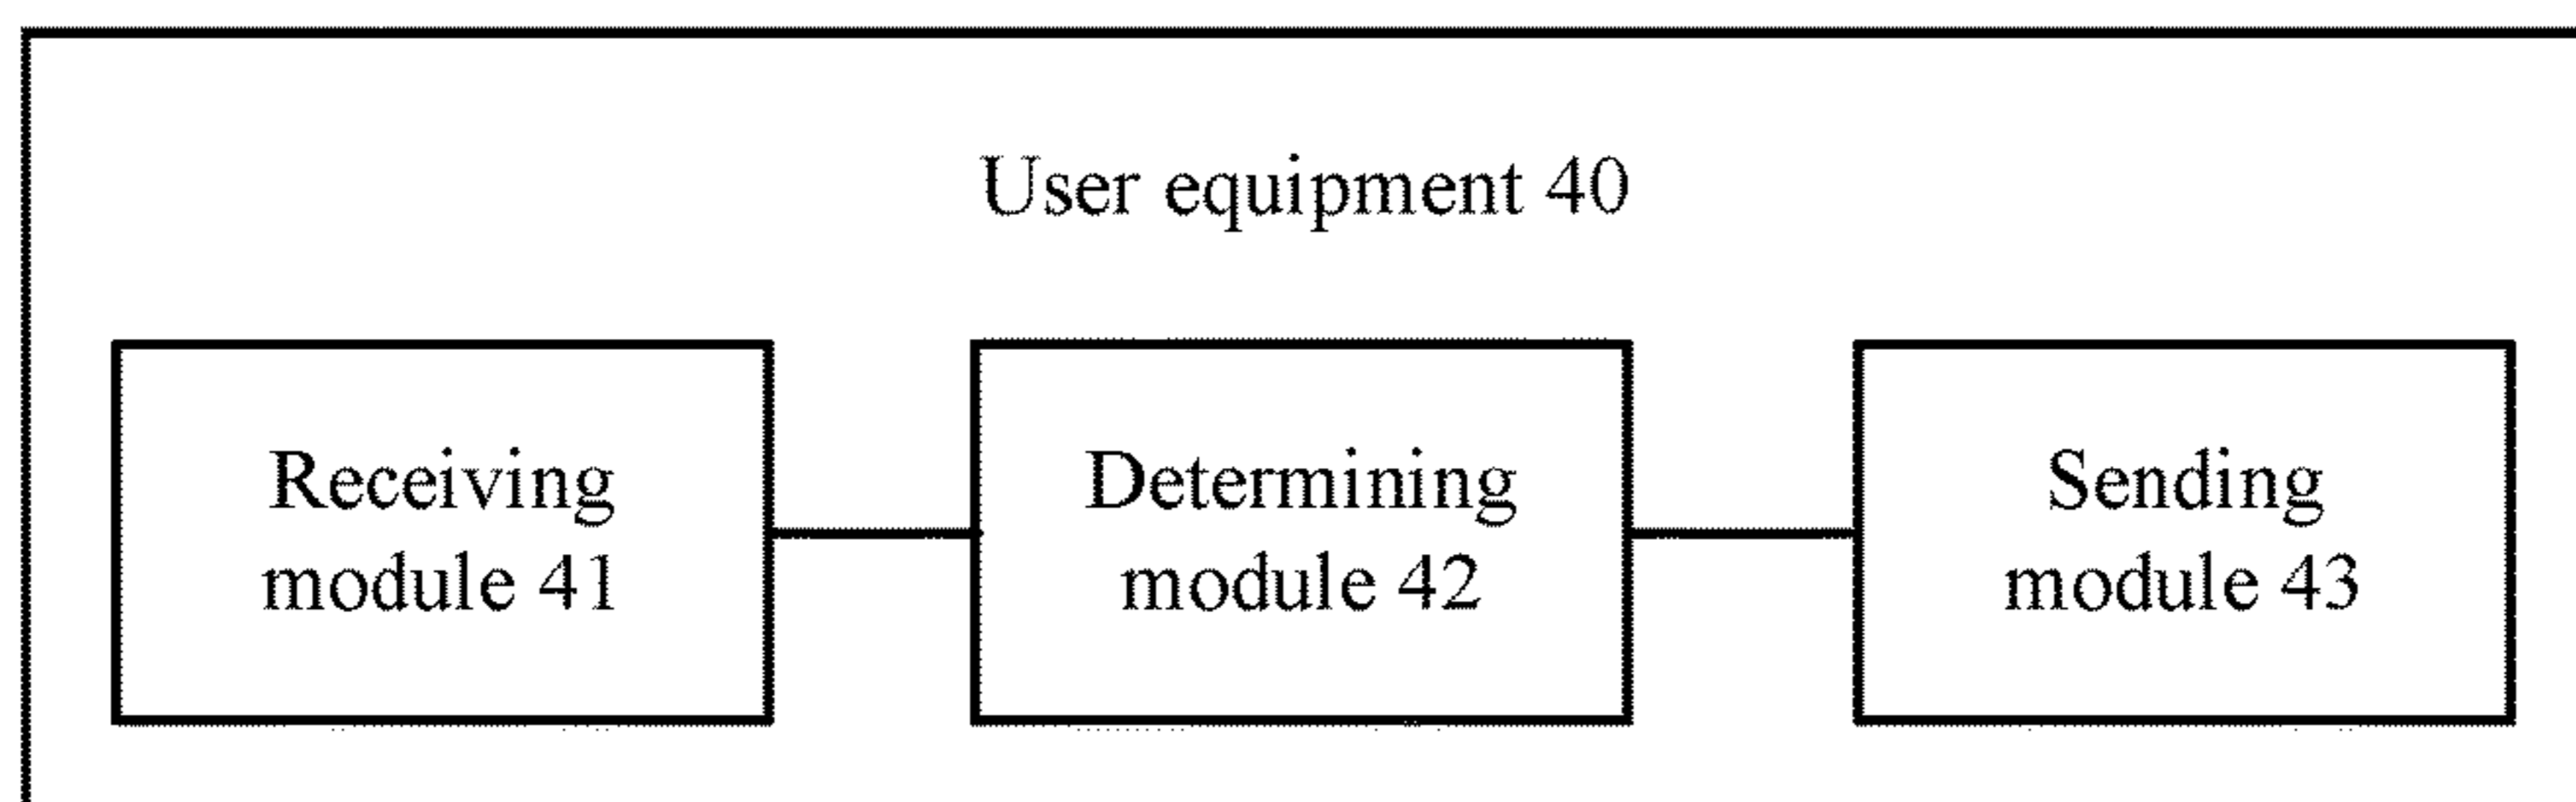 User equipment 40
Receiving
module 41
Determining
module 42
Sending
module 43